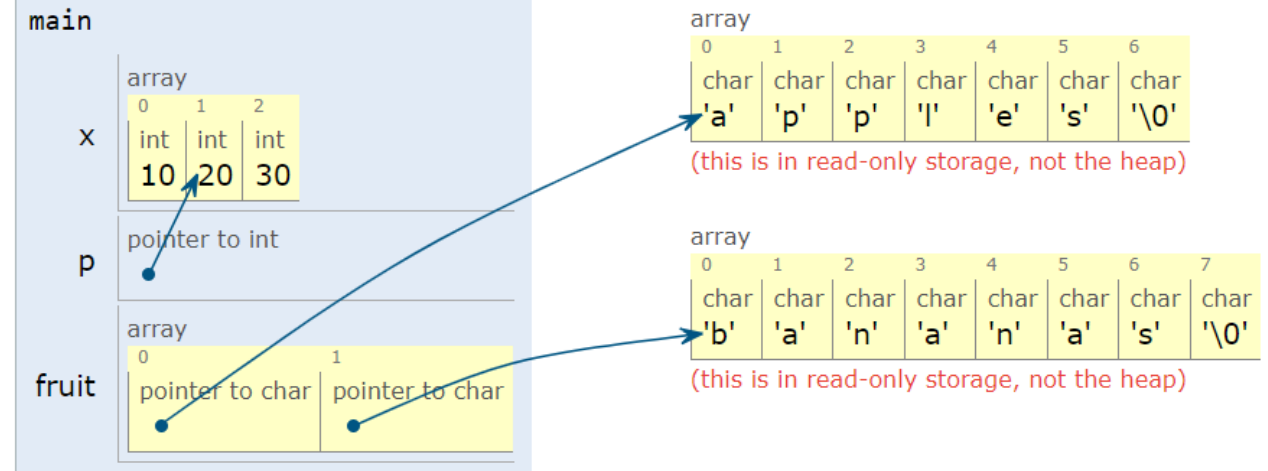 main
x
array
0 1 2
int int int
10 20 30
p
pointer to int
fruit
array
0 1
pointer to char pointer to char
array
0 1 2 3 4 5 6
char char char char char char char
'a' 'p' 'p' 'l' 'e' 's' '\0'
(this is in read-only storage, not the heap)
array
0 1 2 3 4 5 6 7
char char char char char char char char
'b' 'a' 'n' 'a' 'n' 'a' 's' '\0'
(this is in read-only storage, not the heap)